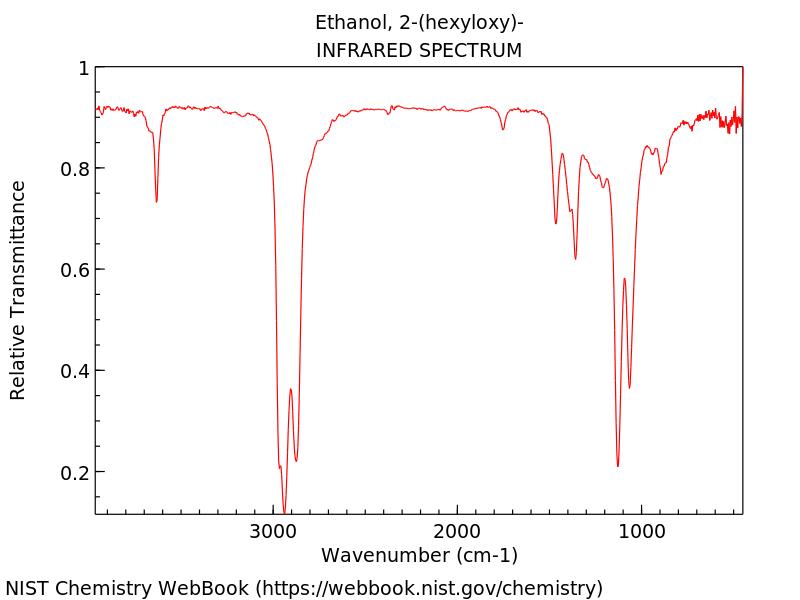 Ethanol, 2-(hexyloxy)-
INFRARED SPECTRUM
1
0.8
0.6
0.4
0.2
Relative Transmittance
3000 2000 1000
Wavenumber (cm-1)
NIST Chemistry WebBook (https://webbook.nist.gov/chemistry)